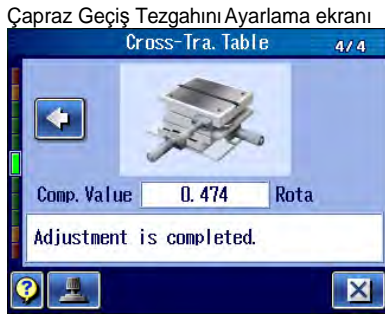 Çapraz Geçiş Tezgahını Ayarlama ekranı
Cross-Tra. Table 4/4
Comp. Value 0.474 Rota
Adjustment is completed.
?